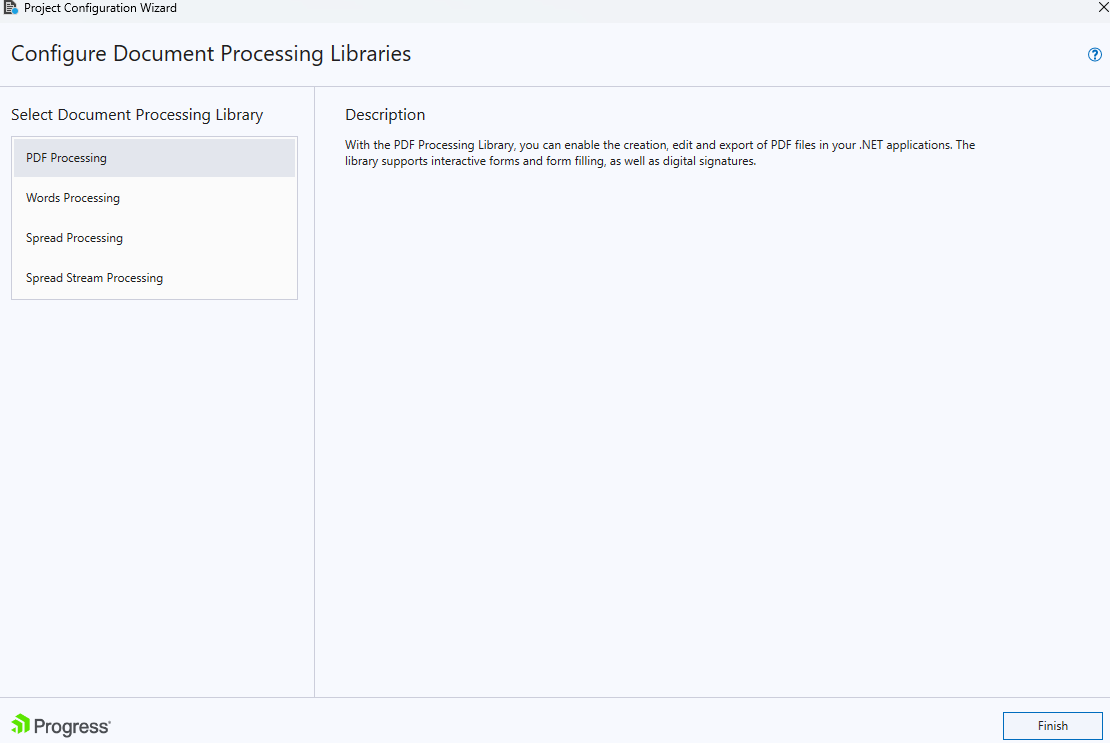 Project Configuration Wizard
Configure Document Processing Libraries
?
Select Document Processing Library
PDF Processing
Words Processing
Spread Processing
Spread Stream Processing
Description
With the PDF Processing Library, you can enable the creation, edit and export of PDF files in your .NET applications. The
library supports interactive forms and form filling, as well as digital signatures.
Progress
Finish